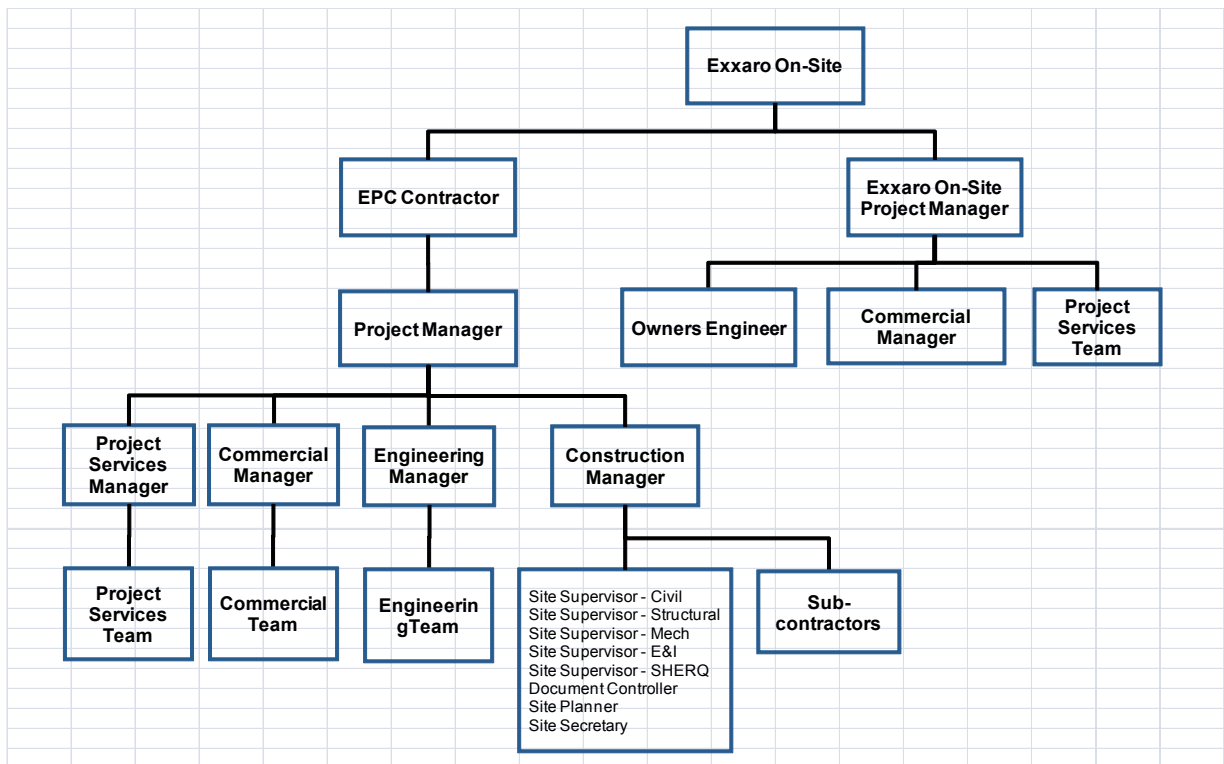 Exxaro On-Site
EPC Contractor
Exxaro On-Site
Project Manager
Project Manager
Owners Engineer
Commercial
Manager
Project
Services
Team
Project
Services
Manager
Commercial
Manager
Engineering
Manager
Construction
Manager
Project
Services
Team
Commercial
Team
Engineerin
gTeam
Site Supervisor - Civil
Site Supervisor - Structural
Site Supervisor - Mech
Site Supervisor - E&I
Site Supervisor - SHERQ
Document Controller
Site Planner
Site Secretary
Sub-
contractors